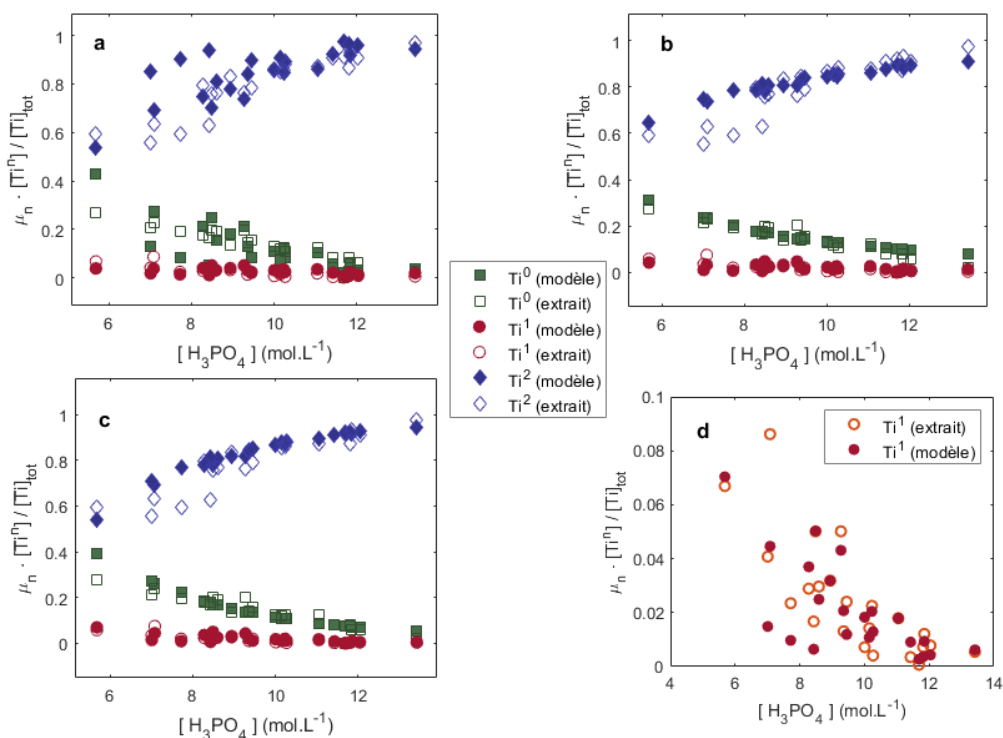 a
μn · [Tiⁿ] / [Ti]tot
1
0.8
0.6
0.4
0.2
0
6 8 10 12
[ H₃PO₄ ] (mol.L⁻¹)
b
μn · [Tiⁿ] / [Ti]tot
1
0.8
0.6
0.4
0.2
0
6 8 10 12
[ H₃PO₄ ] (mol.L⁻¹)
Ti⁰ (modèle)
Ti⁰ (extrait)
Ti¹ (modèle)
Ti¹ (extrait)
Ti² (modèle)
Ti² (extrait)
c
μn · [Tiⁿ] / [Ti]tot
1
0.8
0.6
0.4
0.2
0
6 8 10 12
[ H₃PO₄ ] (mol.L⁻¹)
d
Ti¹ (extrait)
Ti¹ (modèle)
μn · [Tiⁿ] / [Ti]tot
0.1
0.08
0.06
0.04
0.02
0
4 6 8 10 12 14
[ H₃PO₄ ] (mol.L⁻¹)